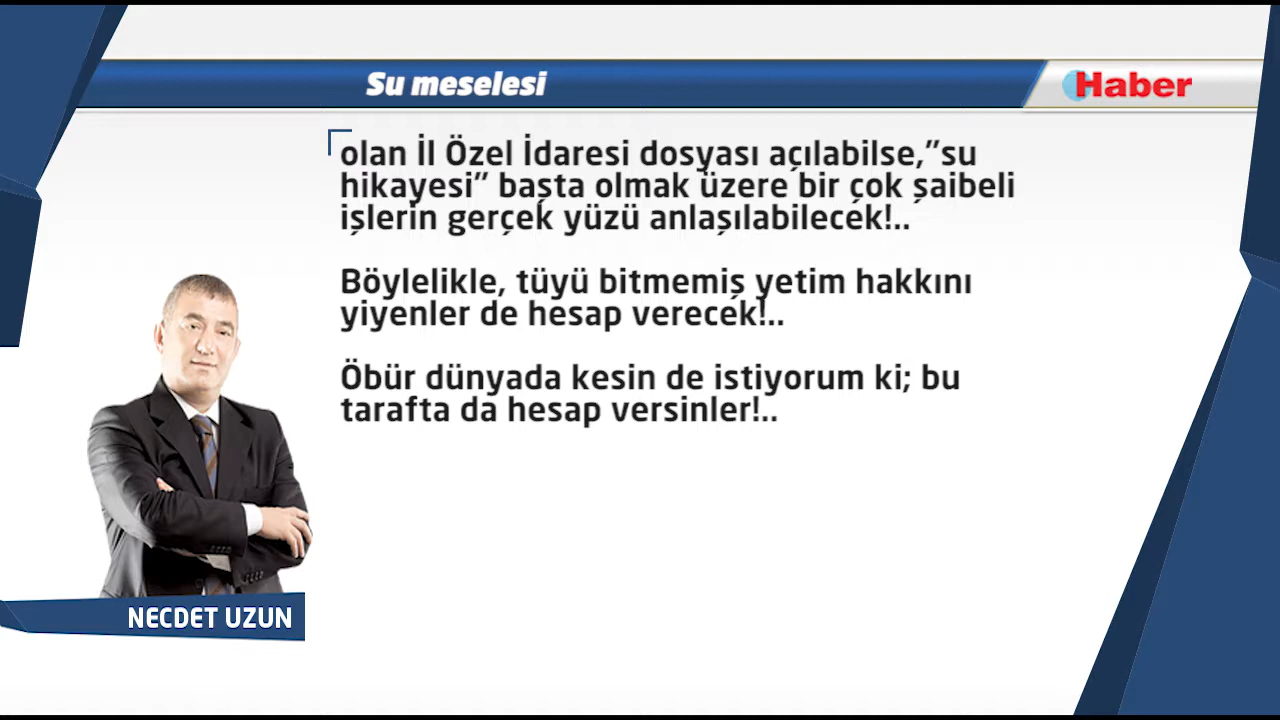 Su meselesi
Haber
olan İl Özel İdaresi dosyası açılabilse,”su
hikayesi” başta olmak üzere bir çok şaibeli
işlerin gerçek yüzü anlaşılabilecek!..
Böylelikle, tüyü bitmemiş yetim hakkını
yiyenler de hesap verecek!..
Öbür dünyada kesin de istiyorum ki; bu
tarafta da hesap versinler!..
NECDET UZUN